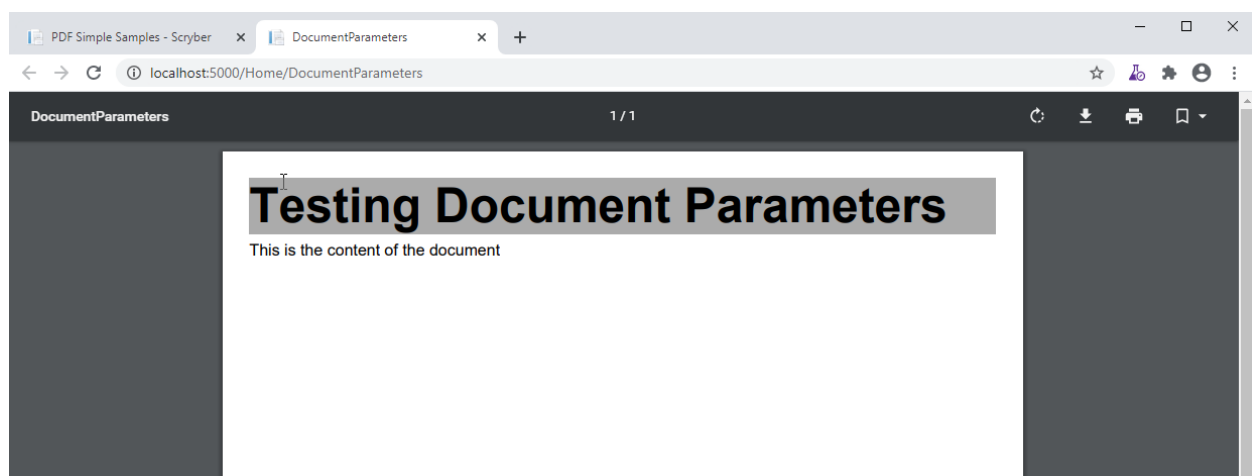 PDF Simple Samples - Scryber DocumentParameters
localhost:5000/Home/DocumentParameters
DocumentParameters 1 / 1
Testing Document Parameters
This is the content of the document